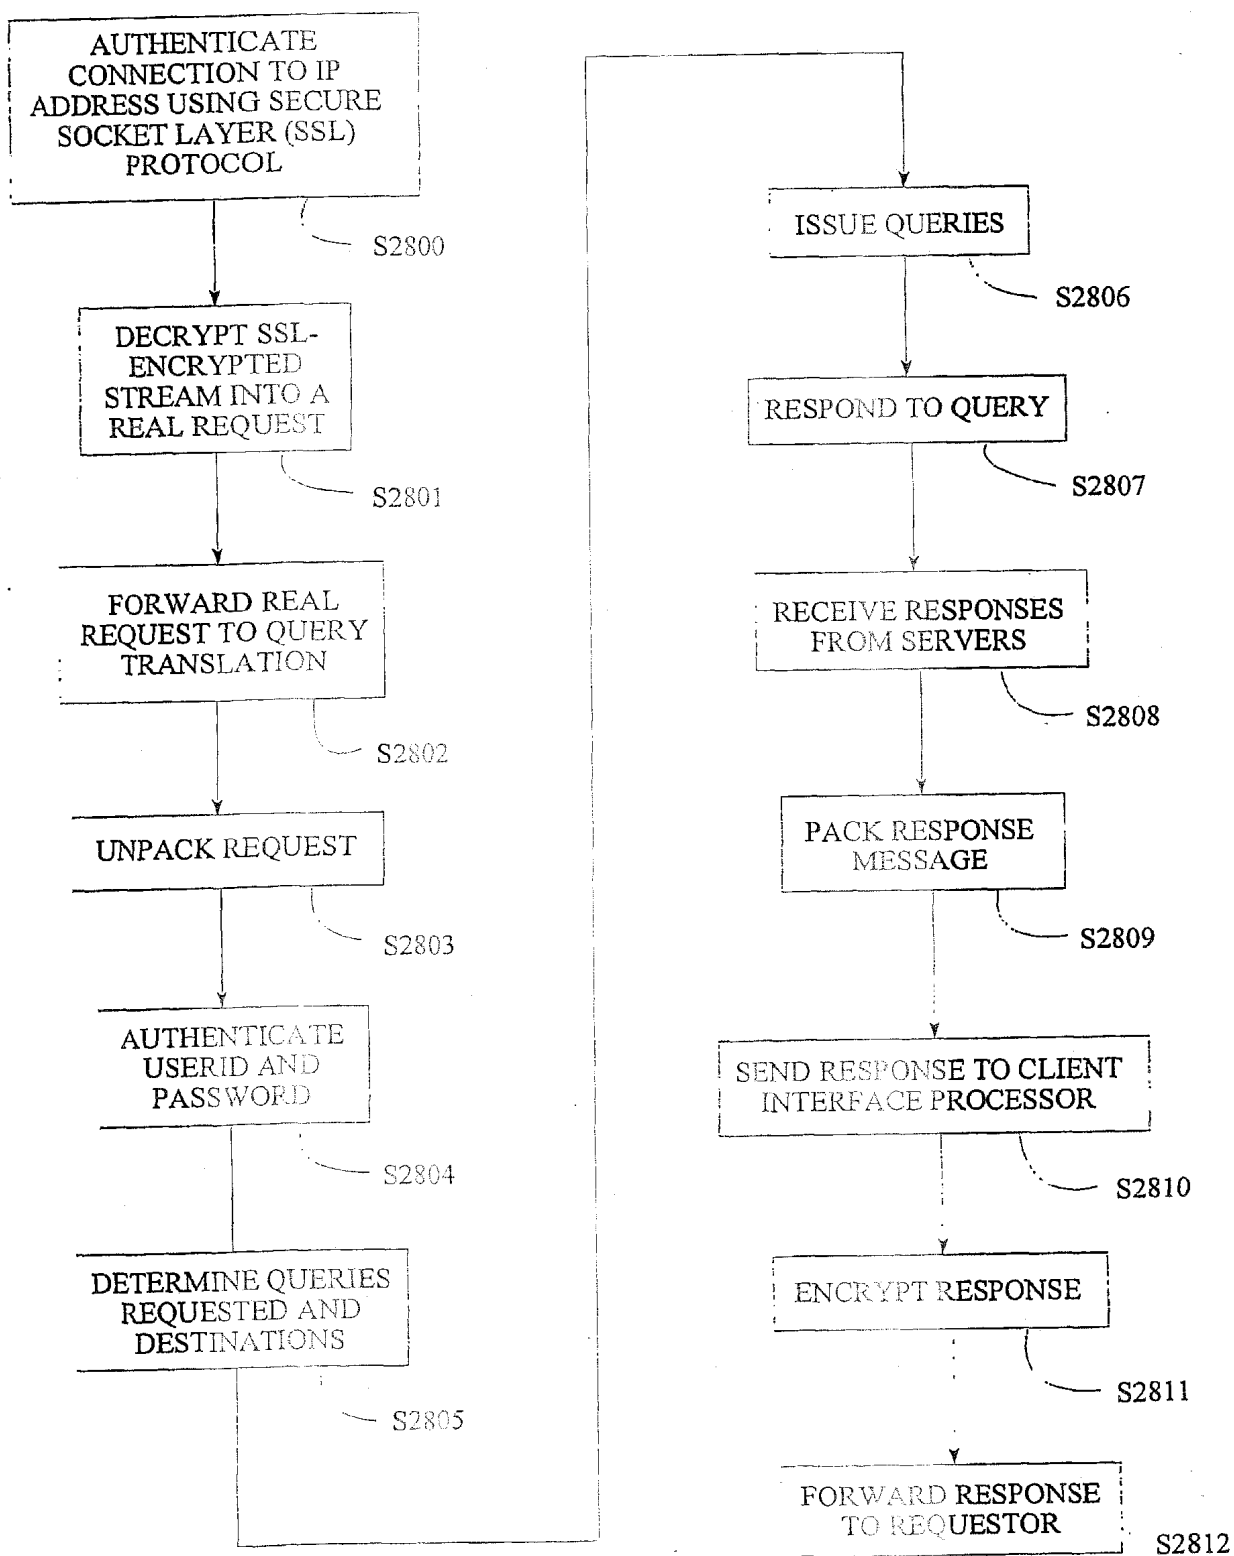 AUTHENTICATE
CONNECTION TO IP
ADDRESS USING SECURE
SOCKET LAYER (SSL)
PROTOCOL
S2800
DECRYPT SSL-
ENCRYPTED
STREAM INTO A
REAL REQUEST
S2801
FORWARD REAL
REQUEST TO QUERY
TRANSLATION
S2802
UNPACK REQUEST
S2803
AUTHENTICATE
USERID AND
PASSWORD
S2804
DETERMINE QUERIES
REQUESTED AND
DESTINATIONS
S2805
ISSUE QUERIES
S2806
RESPOND TO QUERY
S2807
RECEIVE RESPONSES
FROM SERVERS
S2808
PACK RESPONSE
MESSAGE
S2809
SEND RESPONSE TO CLIENT
INTERFACE PROCESSOR
S2810
ENCRYPT RESPONSE
S2811
FORWARD RESPONSE
TO REQUESTOR
S2812